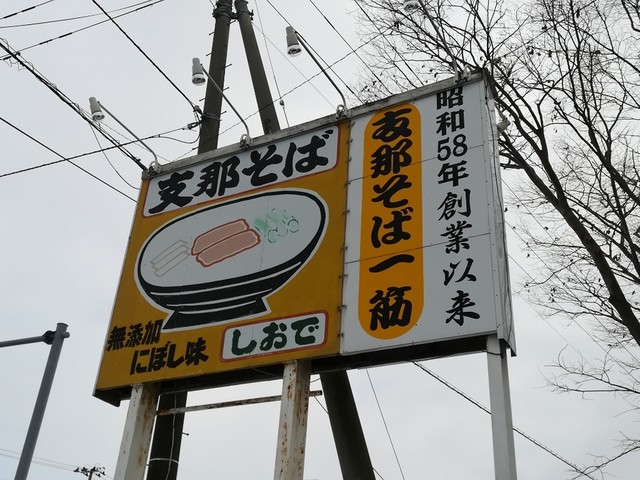 支那そば
無添加
にぼし味
しおで
昭和58年創業以来
支那そば一筋